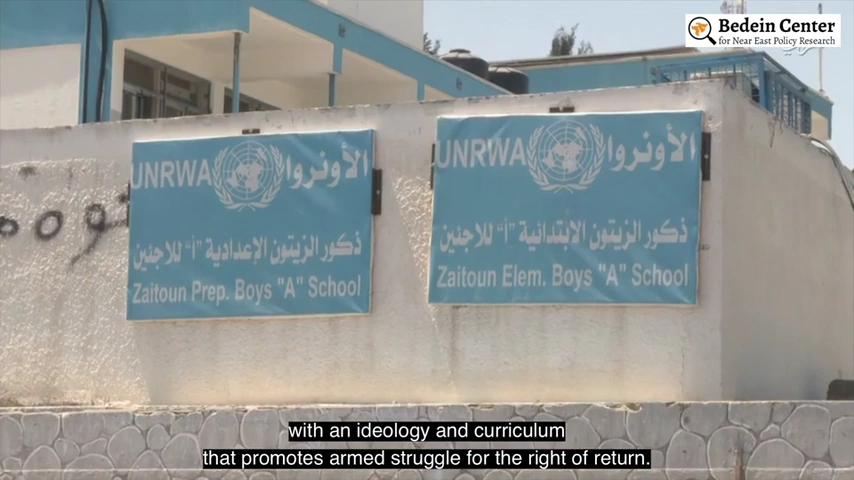 Bedein Center
for Near East Policy Research
UNRWA الأونروا
ذكور الزيتون الإعدادية "أ" للاجئين
Zaitoun Prep. Boys "A" School
UNRWA الأونروا
ذكور الزيتون الابتدائية "أ" للاجئين
Zaitoun Elem. Boys "A" School
with an ideology and curriculum
that promotes armed struggle for the right of return.